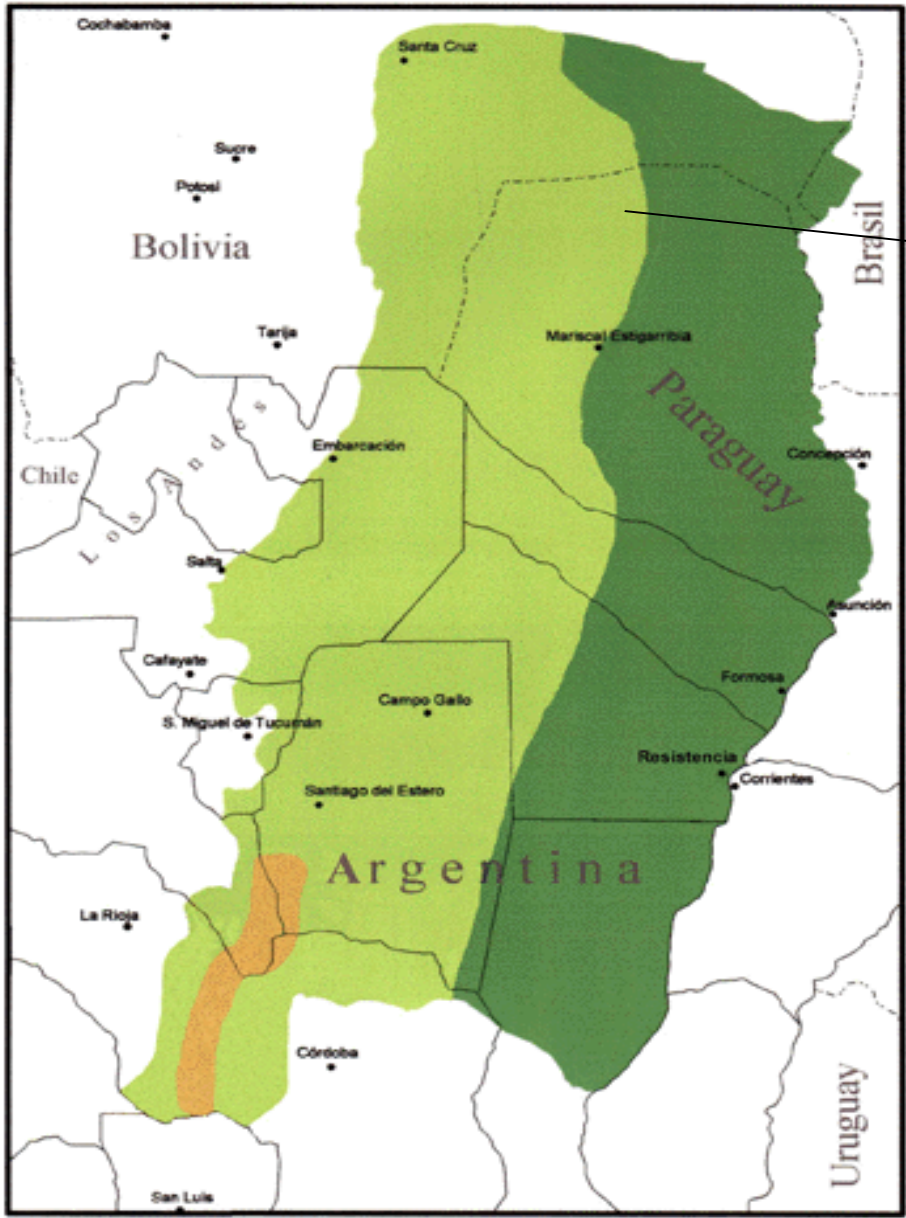 Cochabamba
Santa Cruz
Sucre
Potosí
Bolivia
Brasil
Tarija
Mariscal Estigarribia
Paraguay
Los Andes
Embarcación
Concepción
Chile
Salta
Asunción
Cafayate
Formosa
Campo Gallo
S. Miguel de Tucumán
Resistencia
Corrientes
Santiago del Estero
Argentina
La Rioja
Córdoba
Uruguay
San Luis